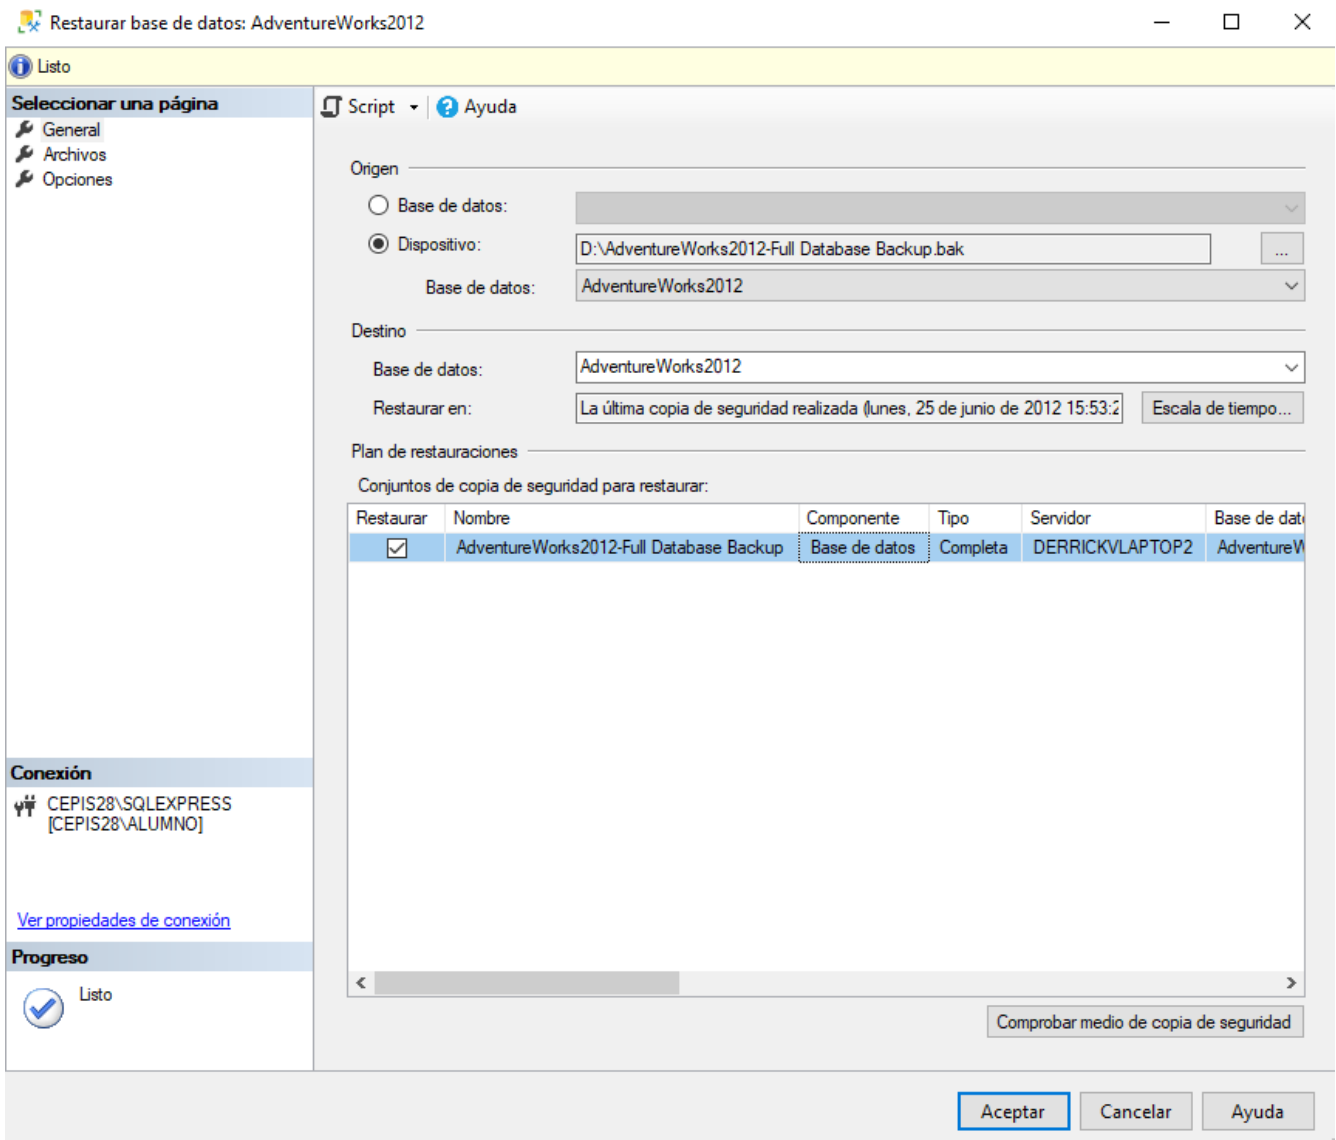 Restaurar base de datos: AdventureWorks2012
Listo
Seleccionar una página
General
Archivos
Opciones
Script
Ayuda
Origen
Base de datos:
Dispositivo:
D:\AdventureWorks2012-Full Database Backup.bak
...
Base de datos:
AdventureWorks2012
Destino
Base de datos:
AdventureWorks2012
Restaurar en:
La última copia de seguridad realizada (lunes, 25 de junio de 2012 15:53:2
Escala de tiempo...
Plan de restauraciones
Conjuntos de copia de seguridad para restaurar:
Restaurar Nombre Componente Tipo Servidor Base de dat
AdventureWorks2012-Full Database Backup Base de datos Completa DERRICKVLAPTOP2 AdventureW
Conexión
CEPIS28\SQLEXPRESS
[CEPIS28\ALUMNO]
Ver propiedades de conexión
Progreso
Listo
Comprobar medio de copia de seguridad
Aceptar
Cancelar
Ayuda